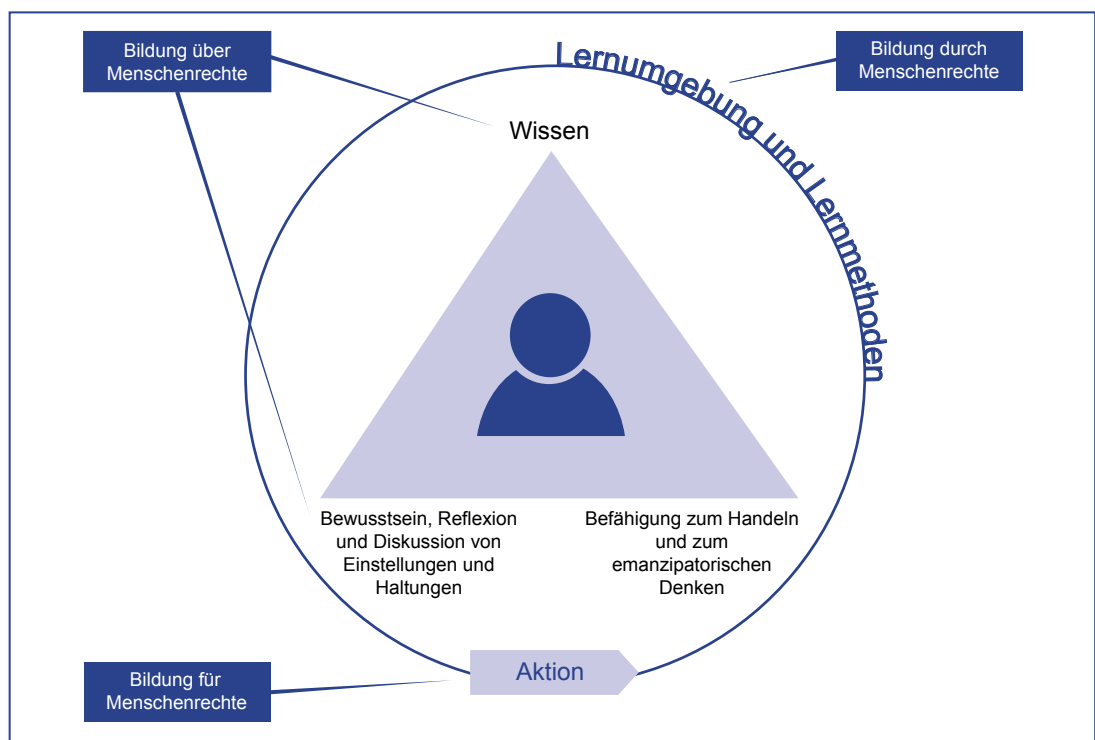 Bildung über
Menschenrechte
Lernumgebung und Lernmethoden
Bildung durch
Menschenrechte
Wissen
Bewusstsein, Reflexion
und Diskussion von
Einstellungen und
Haltungen
Befähigung zum Handeln
und zum
emanzipatorischen
Denken
Aktion
Bildung für
Menschenrechte